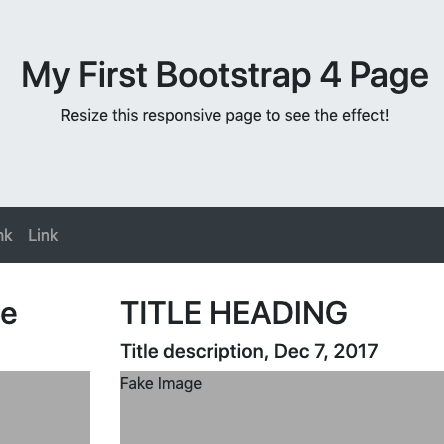 My First Bootstrap 4 Page
Resize this responsive page to see the effect!
Link
TITLE HEADING
Title description, Dec 7, 2017
Fake Image